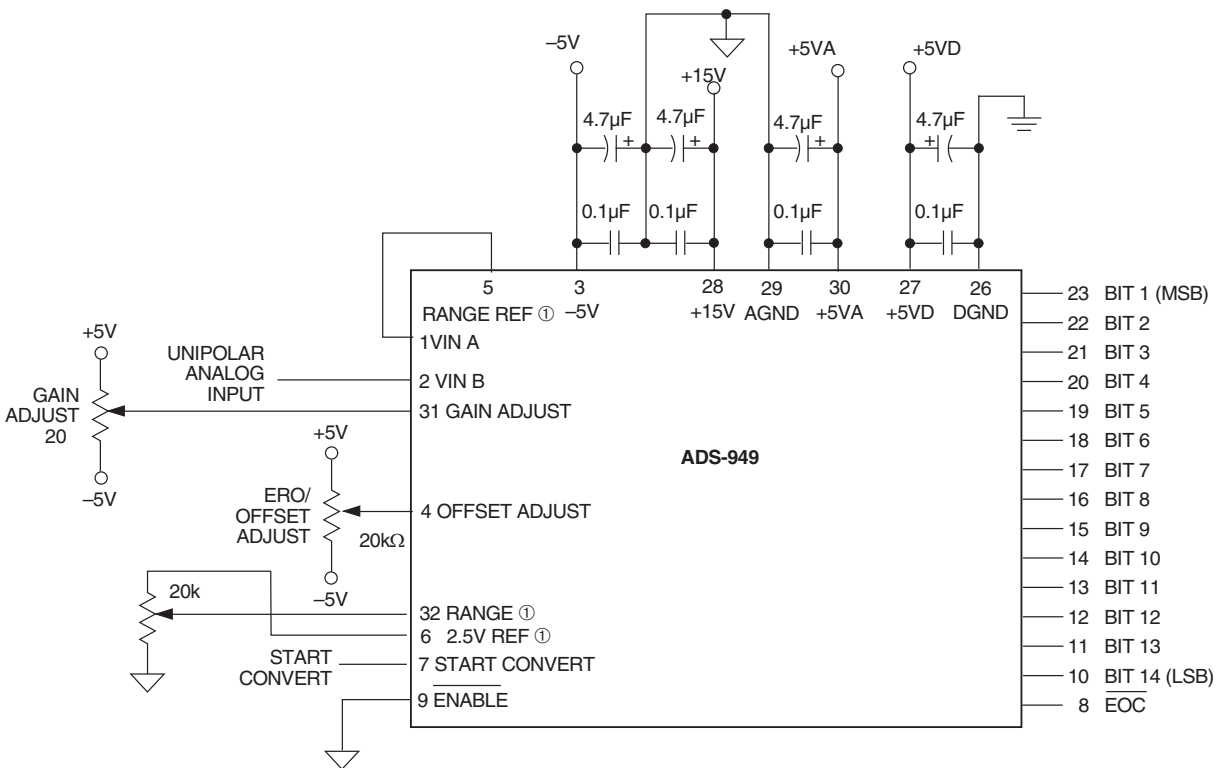 –5V
+5VA
+5VD
+15V
4.7µF
4.7µF
4.7µF
4.7µF
+
+
+
+
0.1µF
0.1µF
0.1µF
0.1µF
5
3
28
29
30
27
26
RANGE REF ①
–5V
+15V
AGND
+5VA
+5VD
DGND
1VIN A
2 VIN B
31 GAIN ADJUST
4 OFFSET ADJUST
32 RANGE ①
6 2.5V REF ①
7 START CONVERT
9 ENABLE
ADS-949
+5V
GAIN
ADJUST
20
–5V
UNIPOLAR
ANALOG
INPUT
+5V
ERO/
OFFSET
ADJUST
20kΩ
–5V
20k
START
CONVERT
23 BIT 1 (MSB)
22 BIT 2
21 BIT 3
20 BIT 4
19 BIT 5
18 BIT 6
17 BIT 7
16 BIT 8
15 BIT 9
14 BIT 10
13 BIT 11
12 BIT 12
11 BIT 13
10 BIT 14 (LSB)
8 EOC